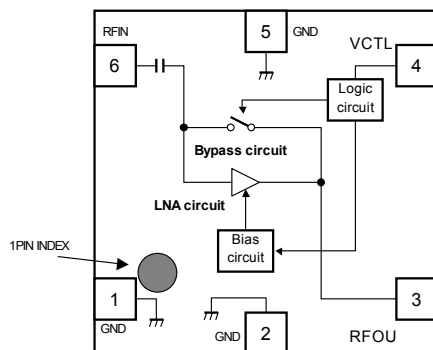 RFIN
5
GND
VCTL
6
4
Logic
circuit
Bypass circuit
LNA circuit
Bias
circuit
1PIN INDEX
1
GND
GND
2
3
RFOU